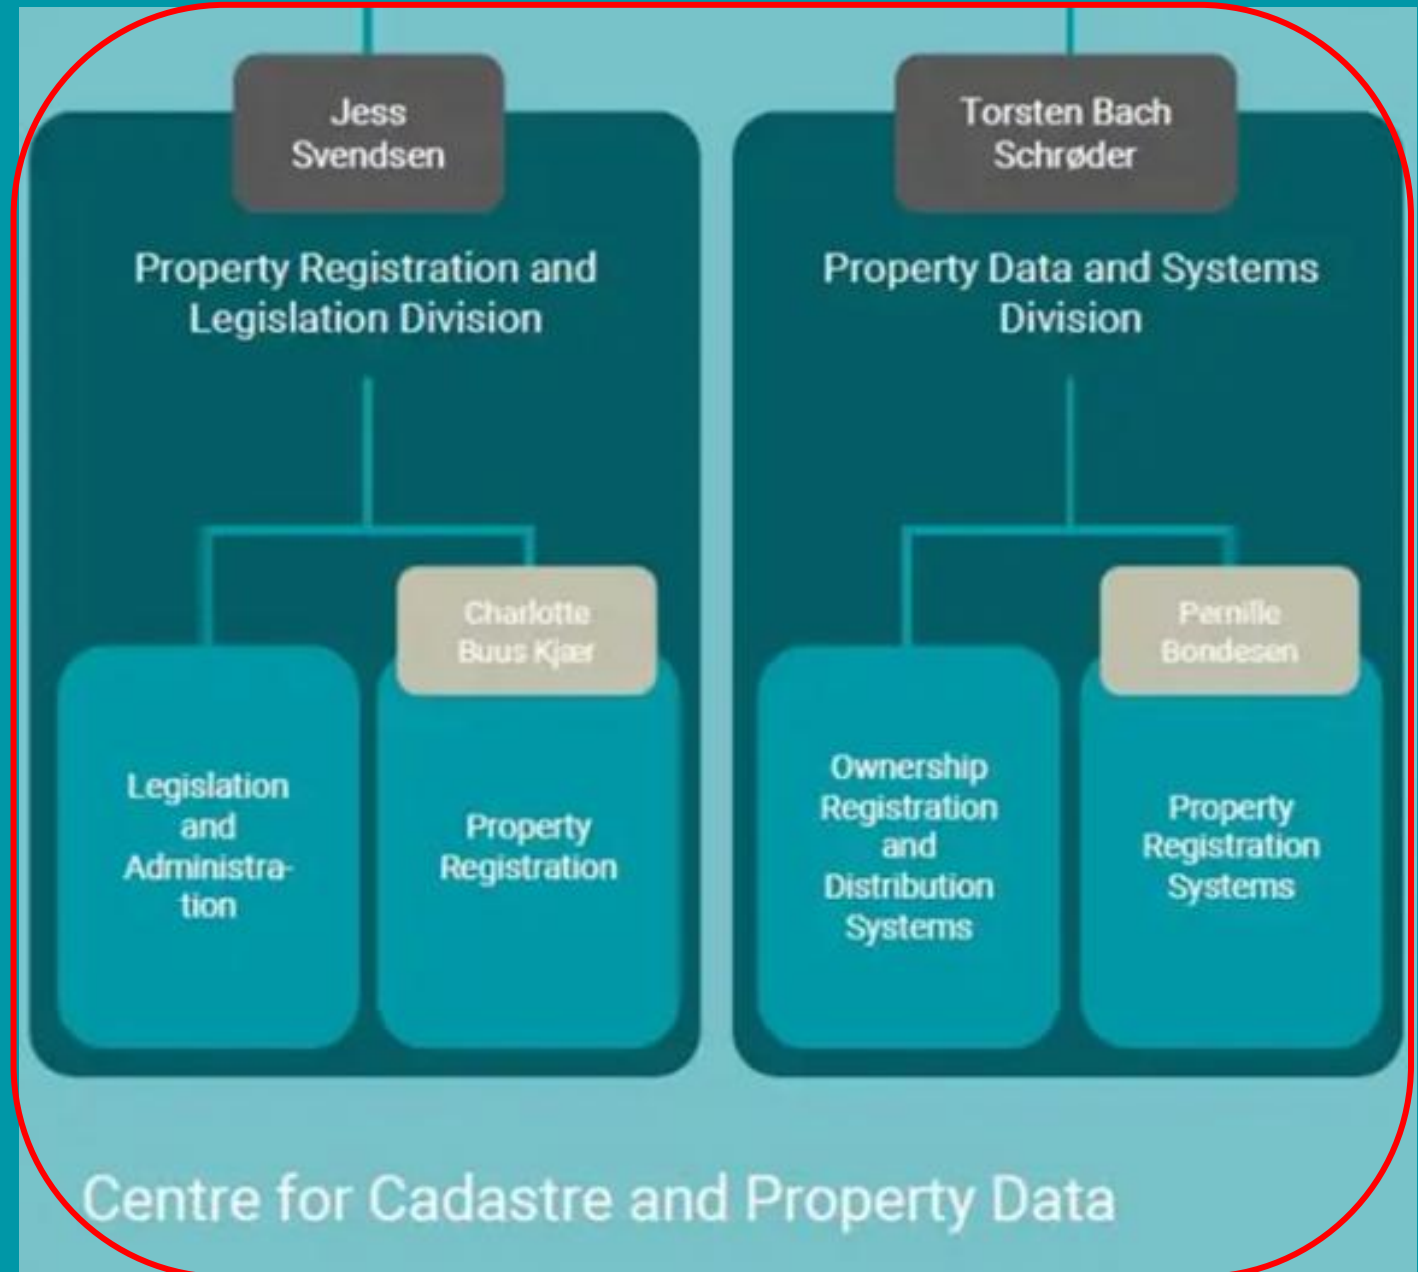 Jess
Svendsen
Property Registration and
Legislation Division
Charlotte
Buus Kjær
Legislation
and
Administra-
tion
Property
Registration
Torsten Bach
Schrøder
Property Data and Systems
Division
Pernille
Bondesen
Ownership
Registration
and
Distribution
Systems
Property
Registration
Systems
Centre for Cadastre and Property Data